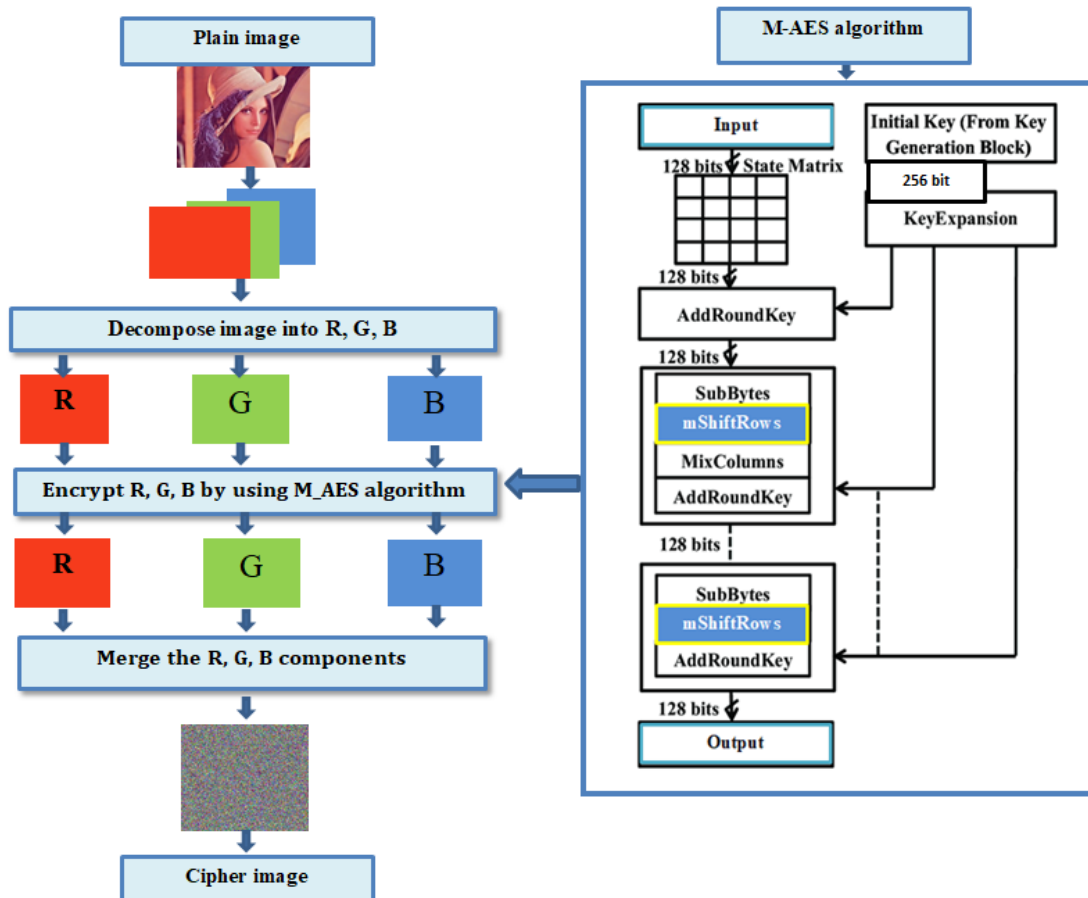 Plain image
Decompose image into R, G, B
R
G
B
Encrypt R, G, B by using M_AES algorithm
R
G
B
Merge the R, G, B components
Cipher image
M-AES algorithm
Input
128 bits
State Matrix
Initial Key (From Key
Generation Block)
256 bit
KeyExpansion
128 bits
AddRoundKey
128 bits
SubBytes
mShiftRows
MixColumns
AddRoundKey
128 bits
SubBytes
mShiftRows
AddRoundKey
128 bits
Output